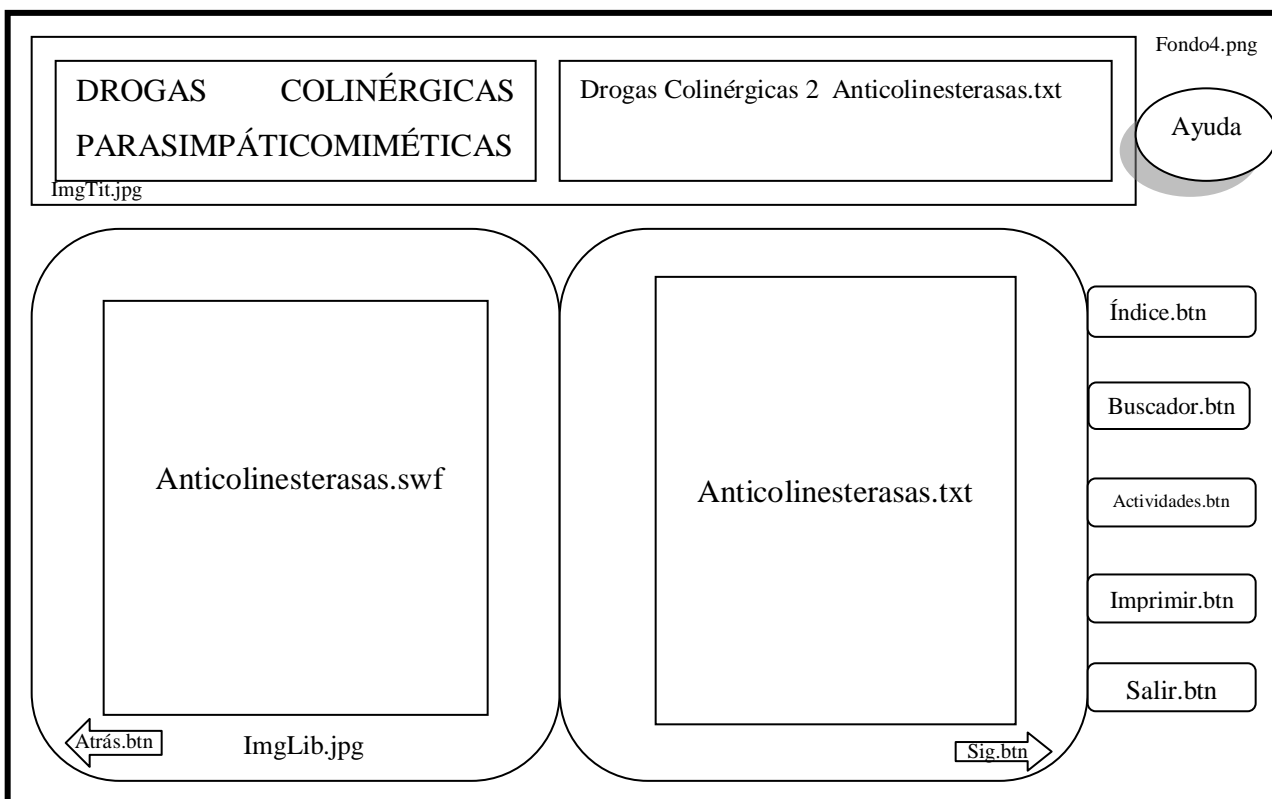 Fondo4.png
DROGAS COLINÉRGICAS
PARASIMPÁTICOMIMÉTICAS
Drogas Colinérgicas 2 Anticolinesterasas.txt
Ayuda
ImgTit.jpg
Anticolinesterasas.swf
Anticolinesterasas.txt
Índice.btn
Buscador.btn
Actividades.btn
Imprimir.btn
Salir.btn
Atrás.btn
ImgLib.jpg
Sig.btn